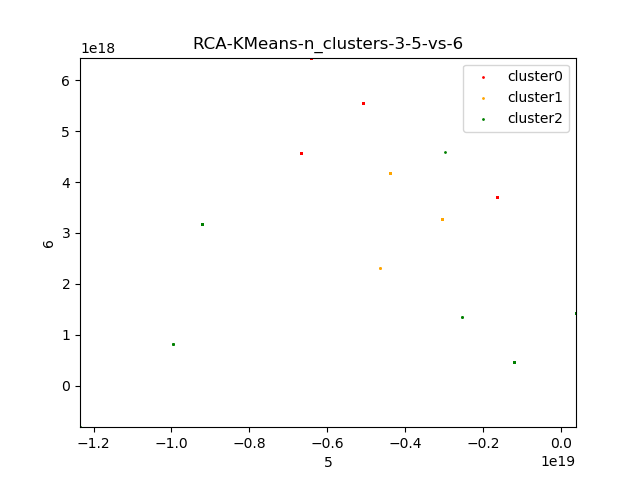 RCA-KMeans-n_clusters-3-5-vs-6
1e18
6
5
4
3
2
1
0
6
cluster0
cluster1
cluster2
−1.2 −1.0 −0.8 −0.6 −0.4 −0.2 0.0
5
1e19